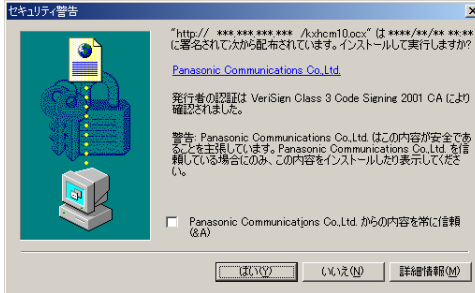 セキュリティ警告
"http:// ***.***.***.*** /kxhcm10.ocx" は ****/**/** **:**
に署名されて次から配布されています。インストールして実行しますか?
Panasonic Communications Co.,Ltd.
発行者の認証は VeriSign Class 3 Code Signing 2001 CA により
確認されました。
警告: Panasonic Communications Co.,Ltd. はこの内容が安全であ
ることを主張しています。Panasonic Communications Co.,Ltd. を信
頼している場合にのみ、この内容をインストールしたり表示してくださ
い。
Panasonic Communications Co.,Ltd. からの内容を常に信頼
(&A)
はい(Y) いいえ(N) 詳細情報(M)